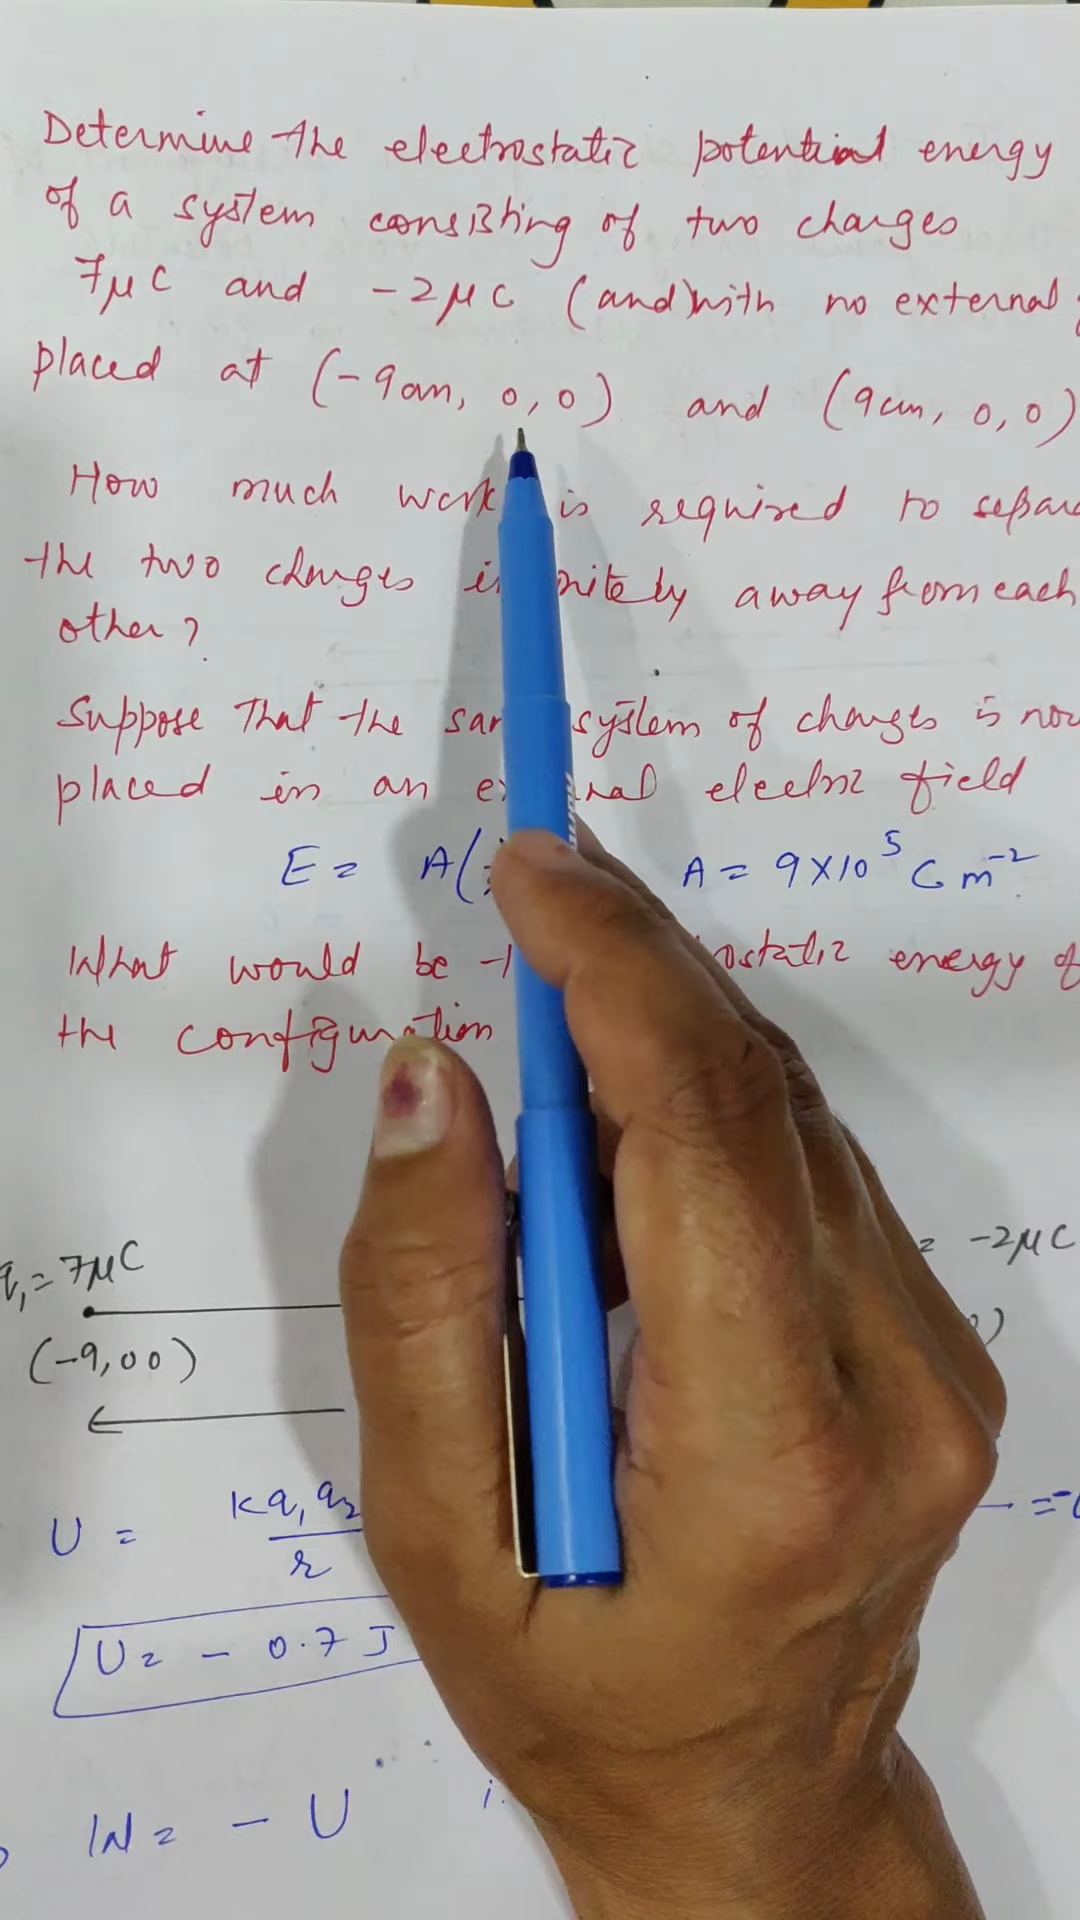 Determine the electrostatic potential energy
of a system consisting of two charges
7μC and -2μC (and) with no external
placed at (-9cm, 0,0) and (9cm, 0,0)
How much work is required to
the two charges away from each
other?
Suppose that the system of charges is now
placed in an electric field
E = A( A = 9×10⁵ C m⁻²
What would be energy of
the configuration
q₁ = 7μC = -2μC
(-9,00)
U = Kq₁q₂
r
U = - 0.7 J
W = - U